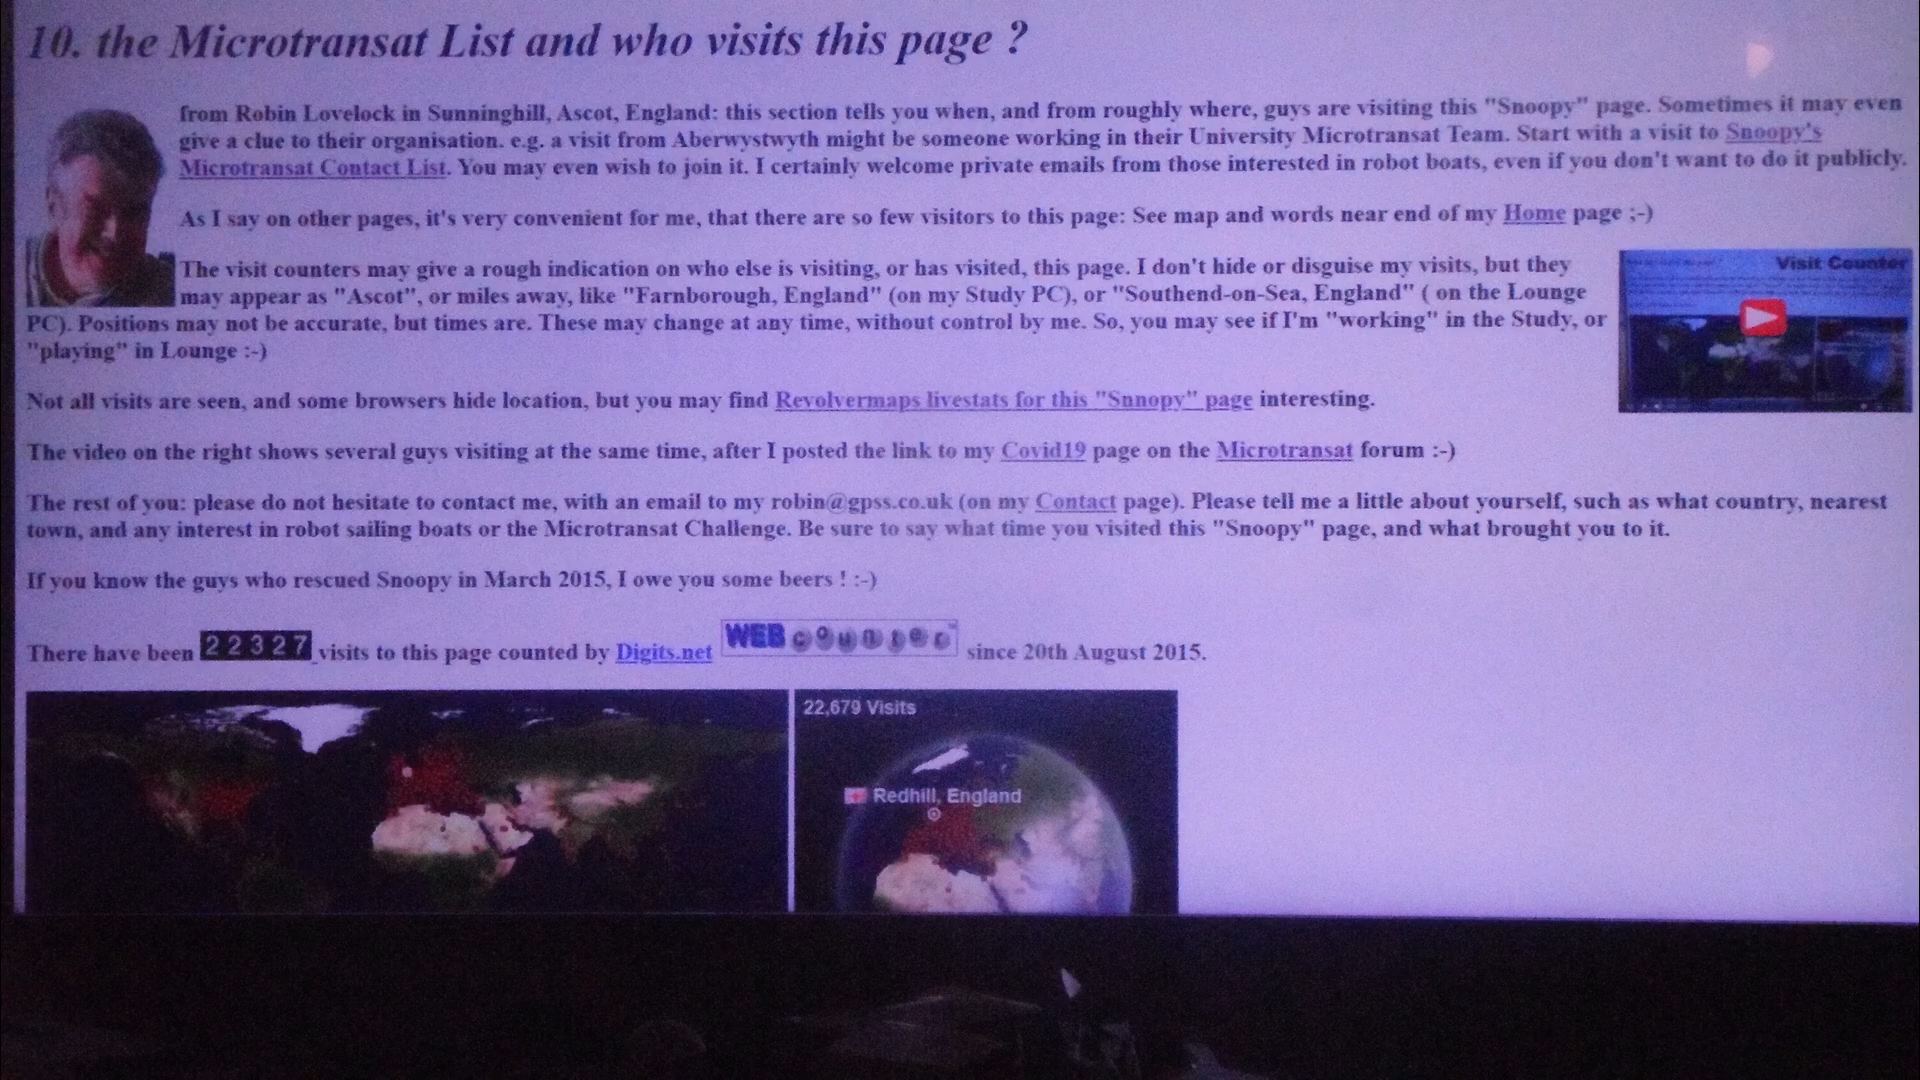 10. the Microtransat List and who visits this page ?
from Robin Lovelock in Sunninghill, Ascot, England: this section tells you when, and from roughly where, guys are visiting this "Snoopy" page. Sometimes it may even
give a clue to their organisation. e.g. a visit from Aberwystwyth might be someone working in their University Microtransat Team. Start with a visit to Snoopy's
Microtransat Contact List. You may even wish to join it. I certainly welcome private emails from those interested in robot boats, even if you don't want to do it publicly.
As I say on other pages, it's very convenient for me, that there are so few visitors to this page: See map and words near end of my Home page ;-)
The visit counters may give a rough indication on who else is visiting, or has visited, this page. I don't hide or disguise my visits, but they
may appear as "Ascot", or miles away, like "Farnborough, England" (on my Study PC), or "Southend-on-Sea, England" ( on the Lounge
PC). Positions may not be accurate, but times are. These may change at any time, without control by me. So, you may see if I'm "working" in the Study, or
"playing" in Lounge :-)
Visit Counter
Not all visits are seen, and some browsers hide location, but you may find Revolvermaps livestats for this "Snnopy" page interesting.
The video on the right shows several guys visiting at the same time, after I posted the link to my Covid19 page on the Microtransat forum :-)
The rest of you: please do not hesitate to contact me, with an email to my robin@gpss.co.uk (on my Contact page). Please tell me a little about yourself, such as what country, nearest
town, and any interest in robot sailing boats or the Microtransat Challenge. Be sure to say what time you visited this "Snoopy" page, and what brought you to it.
If you know the guys who rescued Snoopy in March 2015, I owe you some beers ! :-)
There have been 22327 visits to this page counted by Digits.net WEB counter since 20th August 2015.
22,679 Visits
Redhill, England